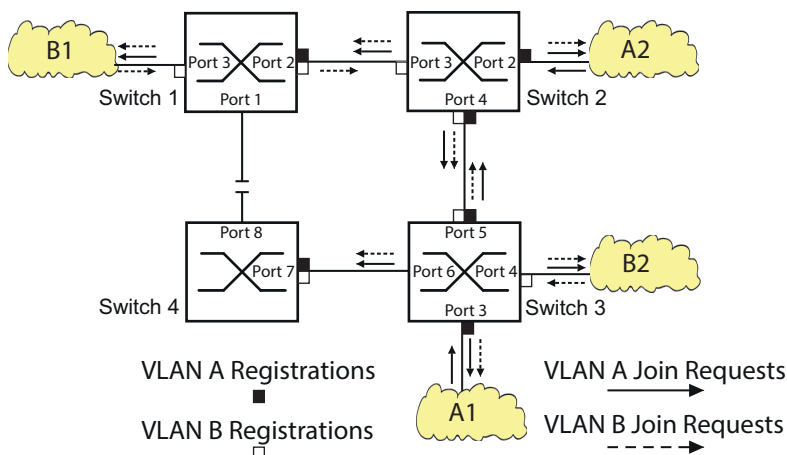 B1
Port 3
Port 2
Port 1
Switch 1
Port 3
Port 2
Port 4
Switch 2
A2
Port 8
Port 7
Switch 4
Port 5
Port 6
Port 4
Port 3
Switch 3
B2
A1
VLAN A Registrations
VLAN B Registrations
VLAN A Join Requests
VLAN B Join Requests